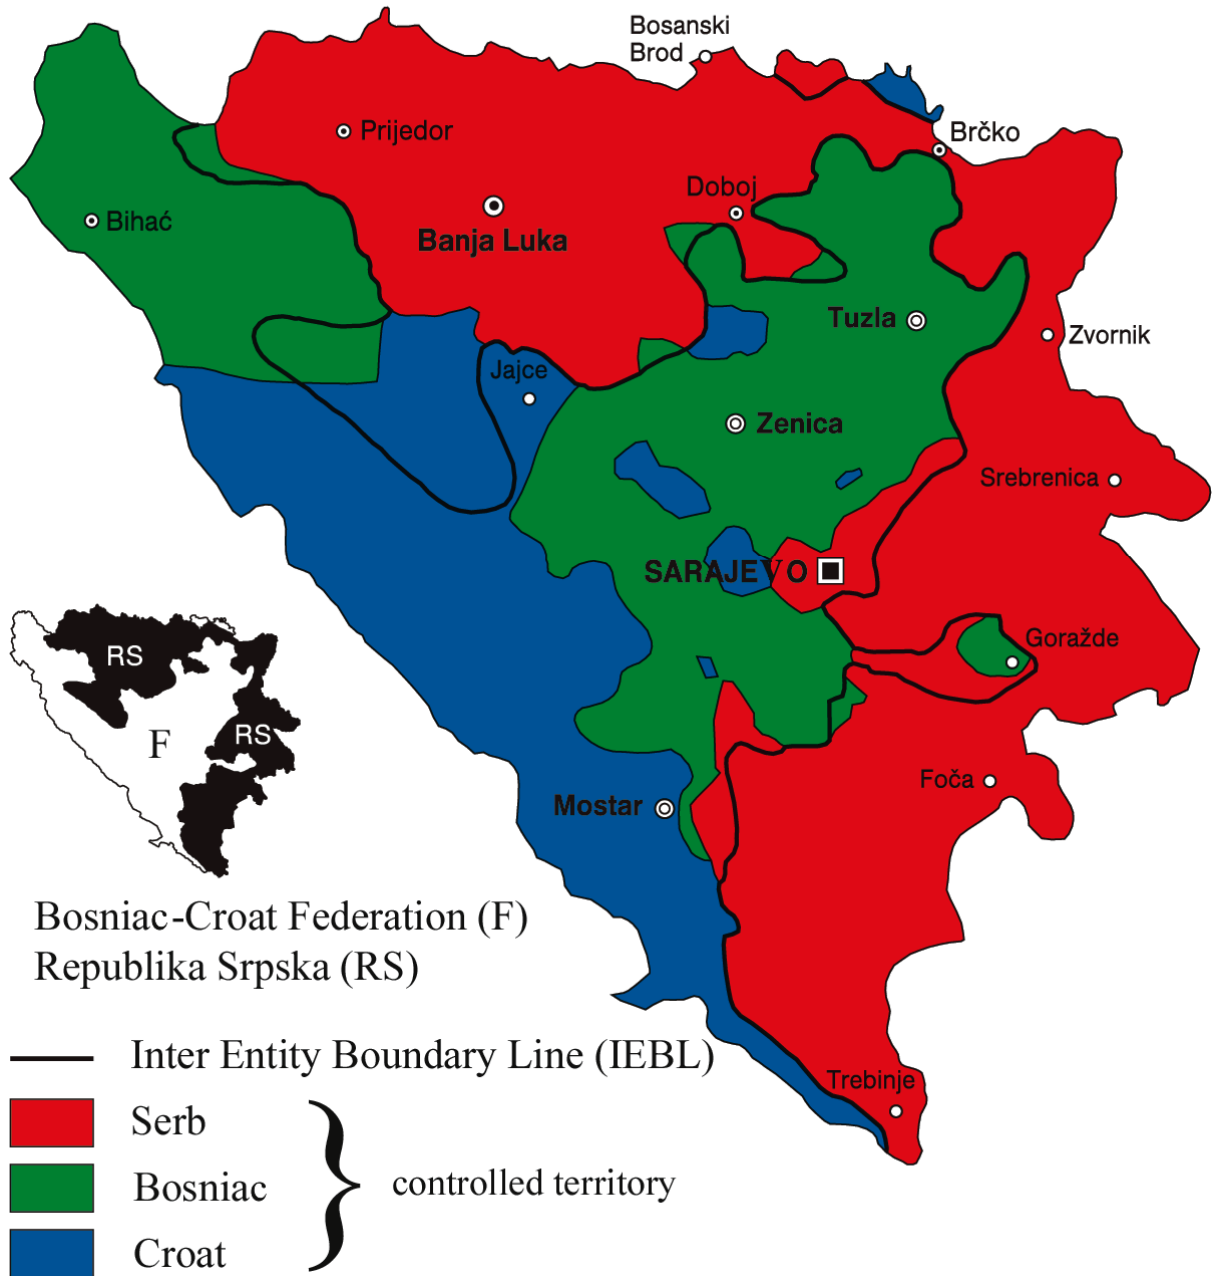 Bosanski
Brod
Brčko
Prijedor
Doboj
Bihać
Banja Luka
Tuzla
Zvornik
Jajce
Zenica
Srebrenica
SARAJEVO
Goražde
RS
RS
F
Foča
Mostar
Bosniac-Croat Federation (F)
Republika Srpska (RS)
Inter Entity Boundary Line (IEBL)
Trebinje
Serb
Bosniac
controlled territory
Croat